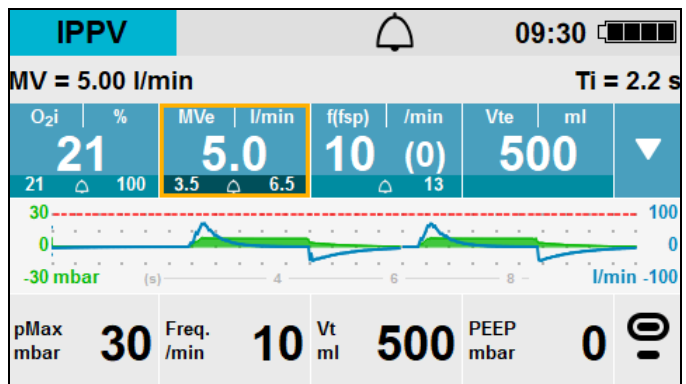 IPPV 09:30
MV = 5.00 l/min Ti = 2.2 s
O2i % MVe l/min f(fsp) /min Vte ml
21 5.0 10 (0) 500
21 100 3.5 6.5 13
30 100
0 0
-30 mbar (s) 4 6 8 l/min -100
pMax mbar 30 Freq. /min 10 Vt ml 500 PEEP mbar 0